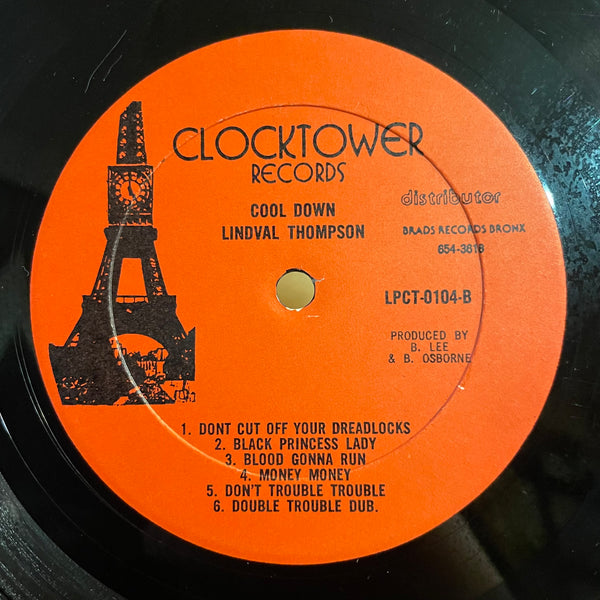 CLOCKTOWER
RECORDS
COOL DOWN
LINDVAL THOMPSON
distributor
BRADS RECORDS BRONX
654-3618
LPCT-0104-B
PRODUCED BY
B. LEE
& B. OSBORNE
1. DONT CUT OFF YOUR DREADLOCKS
2. BLACK PRINCESS LADY
3. BLOOD GONNA RUN
4. MONEY MONEY
5. DON'T TROUBLE TROUBLE
6. DOUBLE TROUBLE DUB.